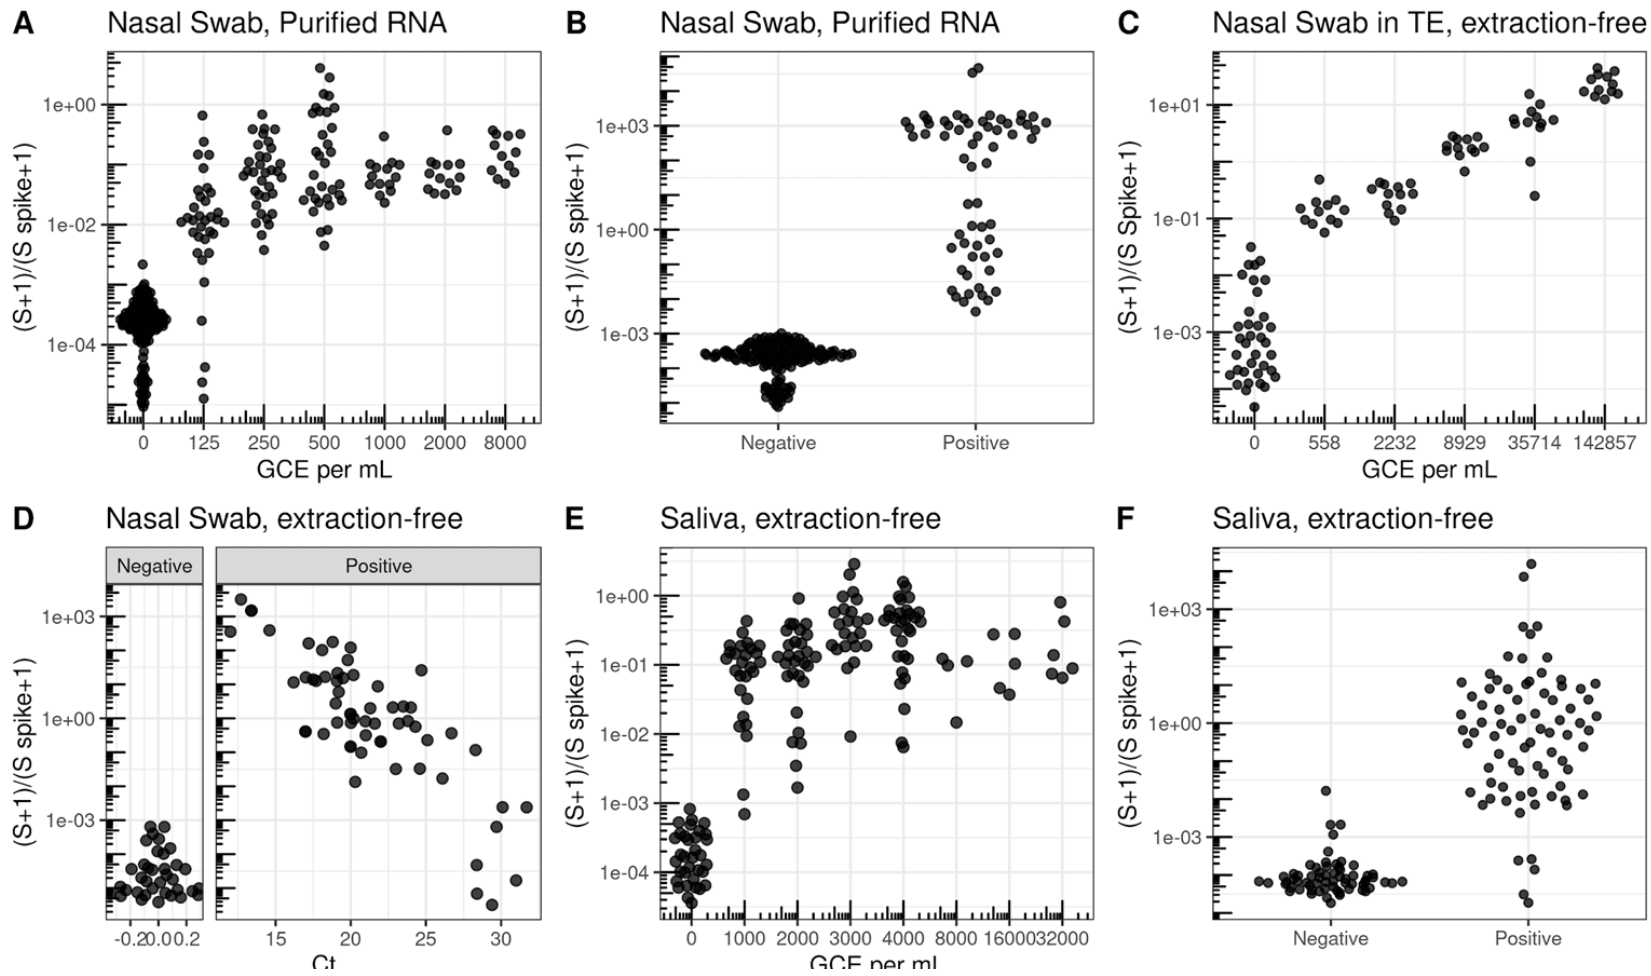 A Nasal Swab, Purified RNA
(S+1)/(S spike+1)
1e+00
1e-02
1e-04
0 125 250 500 1000 2000 8000
GCE per mL
B Nasal Swab, Purified RNA
(S+1)/(S spike+1)
1e+03
1e+00
1e-03
Negative Positive
C Nasal Swab in TE, extraction-free
(S+1)/(S Spike+1)
1e+01
1e-01
1e-03
0 558 2232 8929 35714 142857
GCE per mL
D Nasal Swab, extraction-free
Negative Positive
(S+1)/(S spike+1)
1e+03
1e+00
1e-03
-0.20.00.2 15 20 25 30
Ct
E Saliva, extraction-free
(S+1)/(S spike+1)
1e+00
1e-01
1e-02
1e-03
1e-04
0 1000 2000 3000 4000 8000 1600032000
GCE per mL
F Saliva, extraction-free
(S+1)/(S spike+1)
1e+03
1e+00
1e-03
Negative Positive